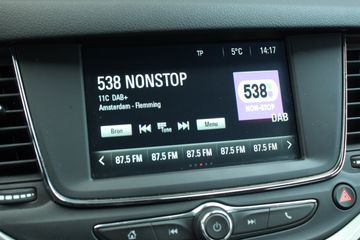 TP 5°C 14:17
538 NONSTOP
11C DAB+
Amsterdam - Flemming
538
NON-STOP
DAB
Bron Tune Menu
87.5 FM 87.5 FM 87.5 FM 87.5 FM 87.5 FM